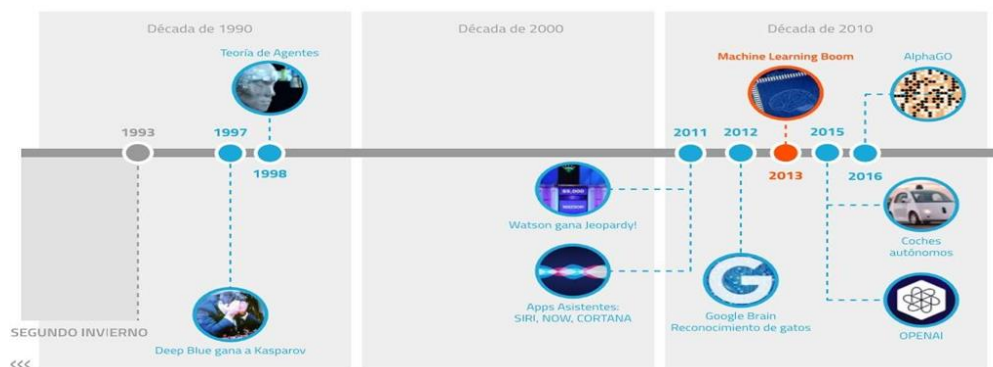 Década de 1990
Década de 2000
Década de 2010
Teoría de Agentes
Machine Learning Boom
AlphaGO
1993
1997
1998
2011
2012
2013
2015
2016
Watson gana Jeopardy!
Coches
autónomos
Apps Asistentes:
SIRI, NOW, CORTANA
Google Brain
Reconocimiento de gatos
OPENAI
SEGUNDO INVIERNO
Deep Blue gana a Kasparov
‹‹‹